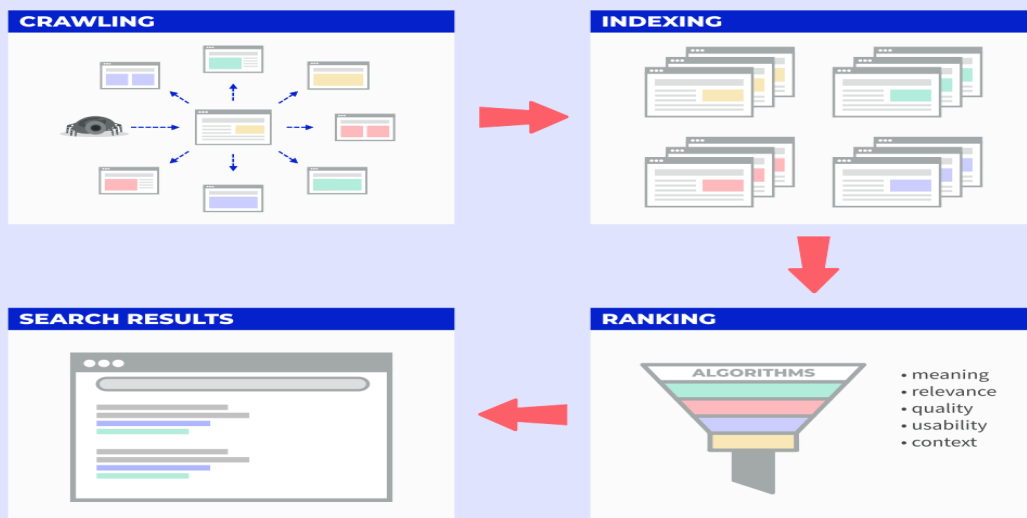 CRAWLING
INDEXING
SEARCH RESULTS
RANKING
ALGORITHMS
• meaning
• relevance
• quality
• usability
• context